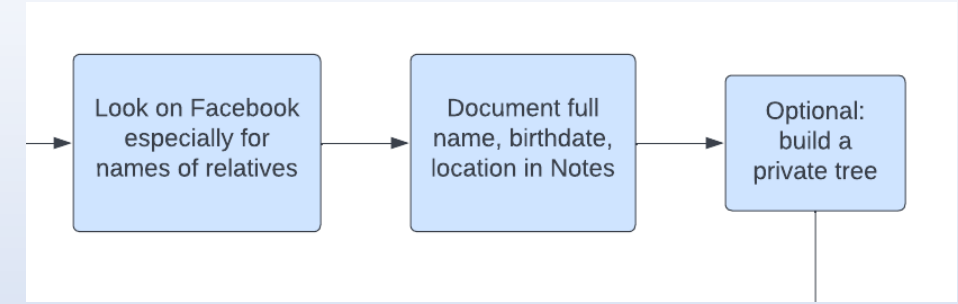 Look on Facebook
especially for
names of relatives
Document full
name, birthdate,
location in Notes
Optional:
build a
private tree